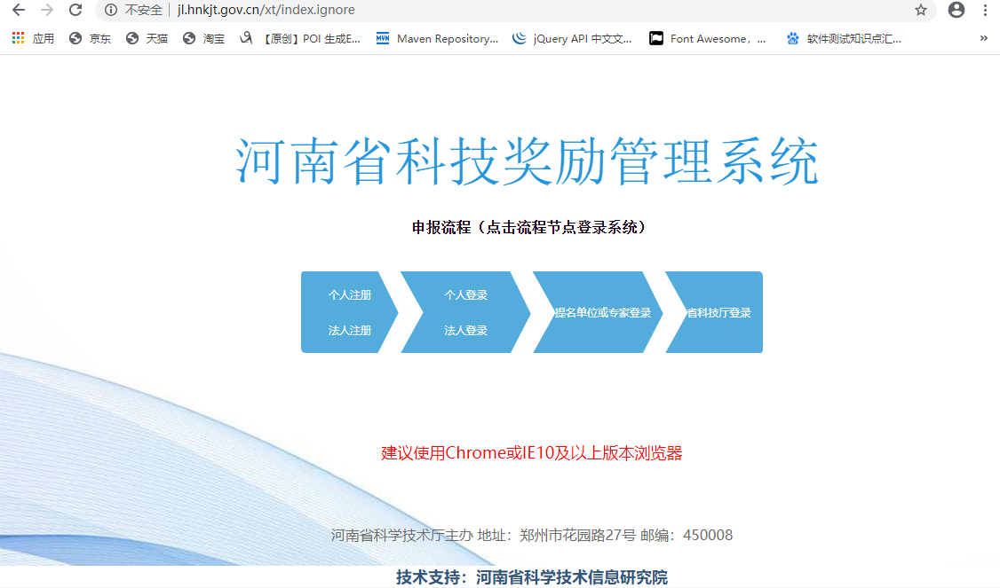 不安全 jl.hnkjt.gov.cn/xt/index.ignore
应用 京东 天猫 淘宝 【原创】POI 生成E... Maven Repository... jQuery API 中文文... Font Awesome，... 软件测试知识点汇... »
河南省科技奖励管理系统
申报流程（点击流程节点登录系统）
个人注册 个人登录
提名单位或专家登录 省科技厅登录
法人注册 法人登录
建议使用Chrome或IE10及以上版本浏览器
河南省科学技术厅主办 地址：郑州市花园路27号 邮编：450008
技术支持：河南省科学技术信息研究院